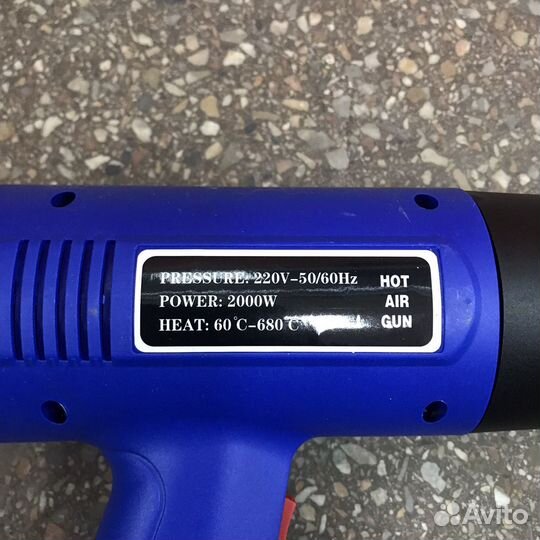 PRESSURE: 220V-50/60Hz
POWER: 2000W
HEAT: 60℃-680℃
HOT
AIR
GUN
Avito